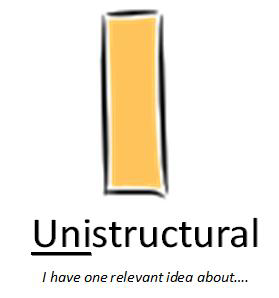 Unistructural
I have one relevant idea about....